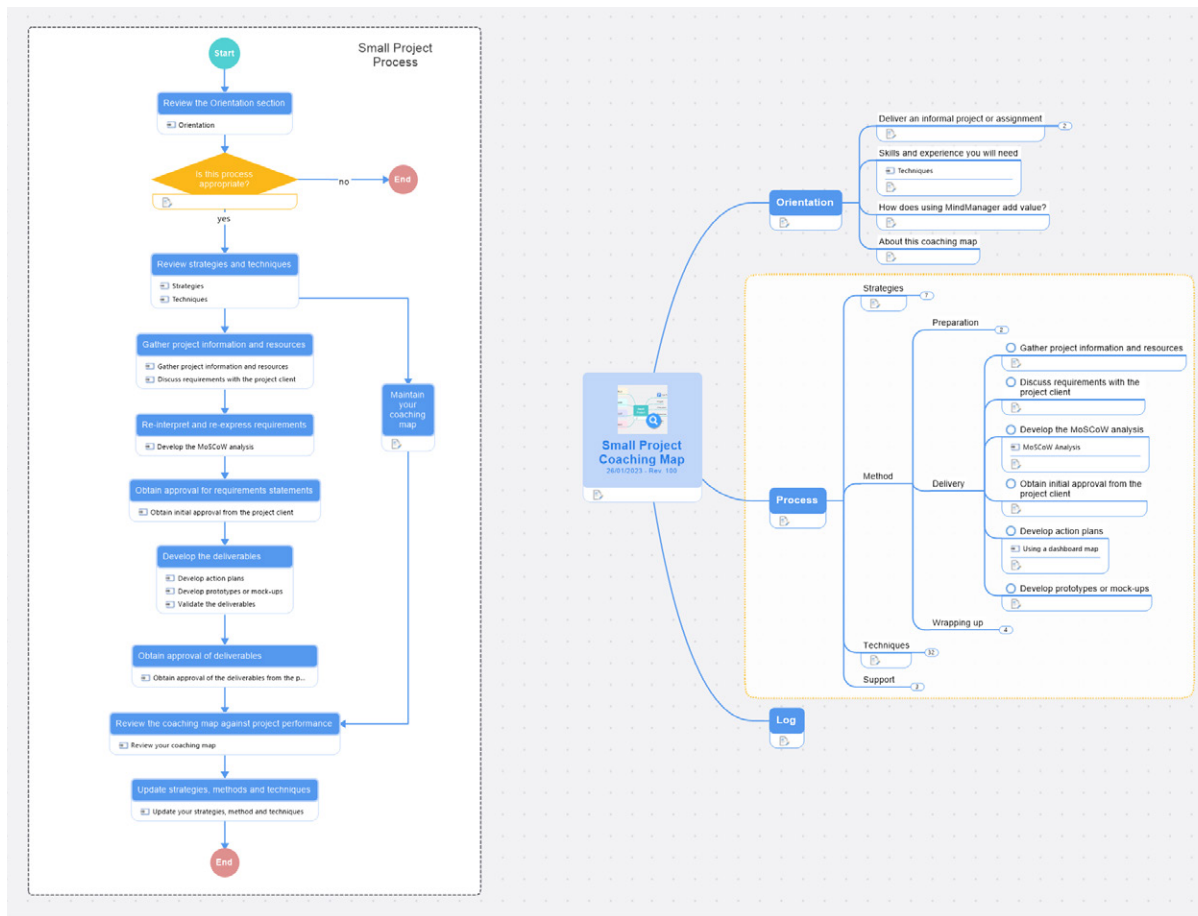 Small Project
Process
Start
Review the Orientation section
Orientation
Is this process
appropriate?
no
End
yes
Review strategies and techniques
Strategies
Techniques
Gather project information and resources
Gather project information and resources
Discuss requirements with the project client
Maintain
your
coaching
map
Re-interpret and re-express requirements
Develop the MoSCoW analysis
Obtain approval for requirements statements
Obtain initial approval from the project client
Develop the deliverables
Develop action plans
Develop prototypes or mock-ups
Validate the deliverables
Obtain approval of deliverables
Obtain approval of the deliverables from the p...
Review the coaching map against project performance
Review your coaching map
Update strategies, methods and techniques
Update your strategies, method and techniques
End
Small Project
Coaching Map
26/01/2023 - Rev. 100
Orientation
Deliver an informal project or assignment
2
Skills and experience you will need
Techniques
How does using MindManager add value?
About this coaching map
Process
Strategies
7
Method
Preparation
2
Delivery
Gather project information and resources
Discuss requirements with the
project client
Develop the MoSCoW analysis
MoSCoW Analysis
Obtain initial approval from the
project client
Develop action plans
Using a dashboard map
Develop prototypes or mock-ups
Wrapping up
4
Techniques
52
Support
Log